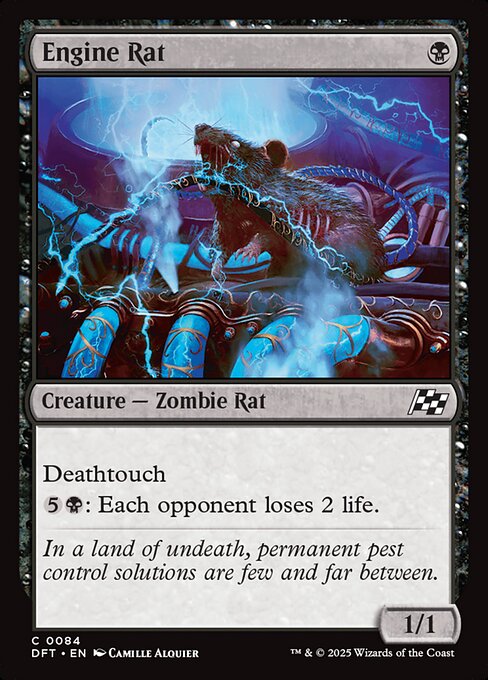 Engine Rat
Creature — Zombie Rat
Deathtouch
5: Each opponent loses 2 life.
In a land of undeath, permanent pest
control solutions are few and far between.
1/1
C 0084
DFT • EN Camille Alquier
™ & © 2025 Wizards of the Coast